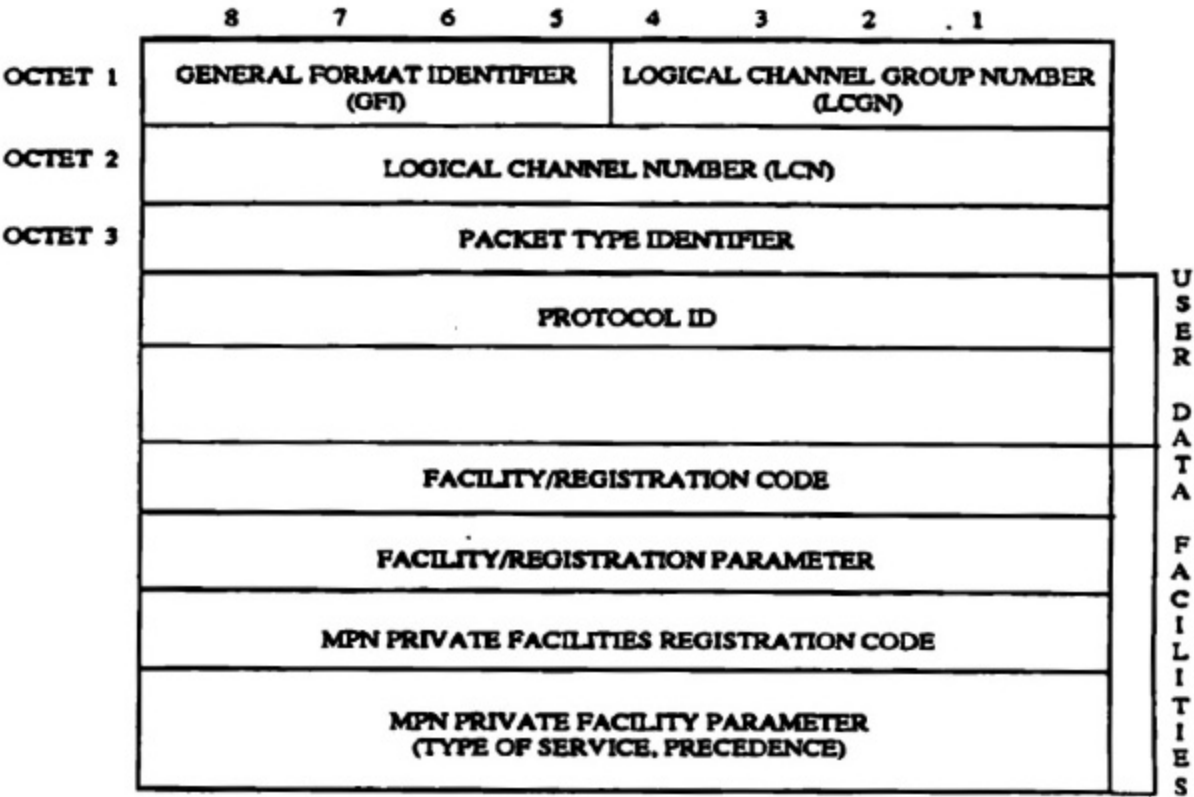 8 7 6 5 4 3 2 1
OCTET 1 GENERAL FORMAT IDENTIFIER LOGICAL CHANNEL GROUP NUMBER
(GFI) (LCGN)
OCTET 2 LOGICAL CHANNEL NUMBER (LCN)
OCTET 3 PACKET TYPE IDENTIFIER
PROTOCOL ID
FACILITY/REGISTRATION CODE
FACILITY/REGISTRATION PARAMETER
MPN PRIVATE FACILITIES REGISTRATION CODE
MPN PRIVATE FACILITY PARAMETER
(TYPE OF SERVICE, PRECEDENCE)
USER DATA
FACILITIES